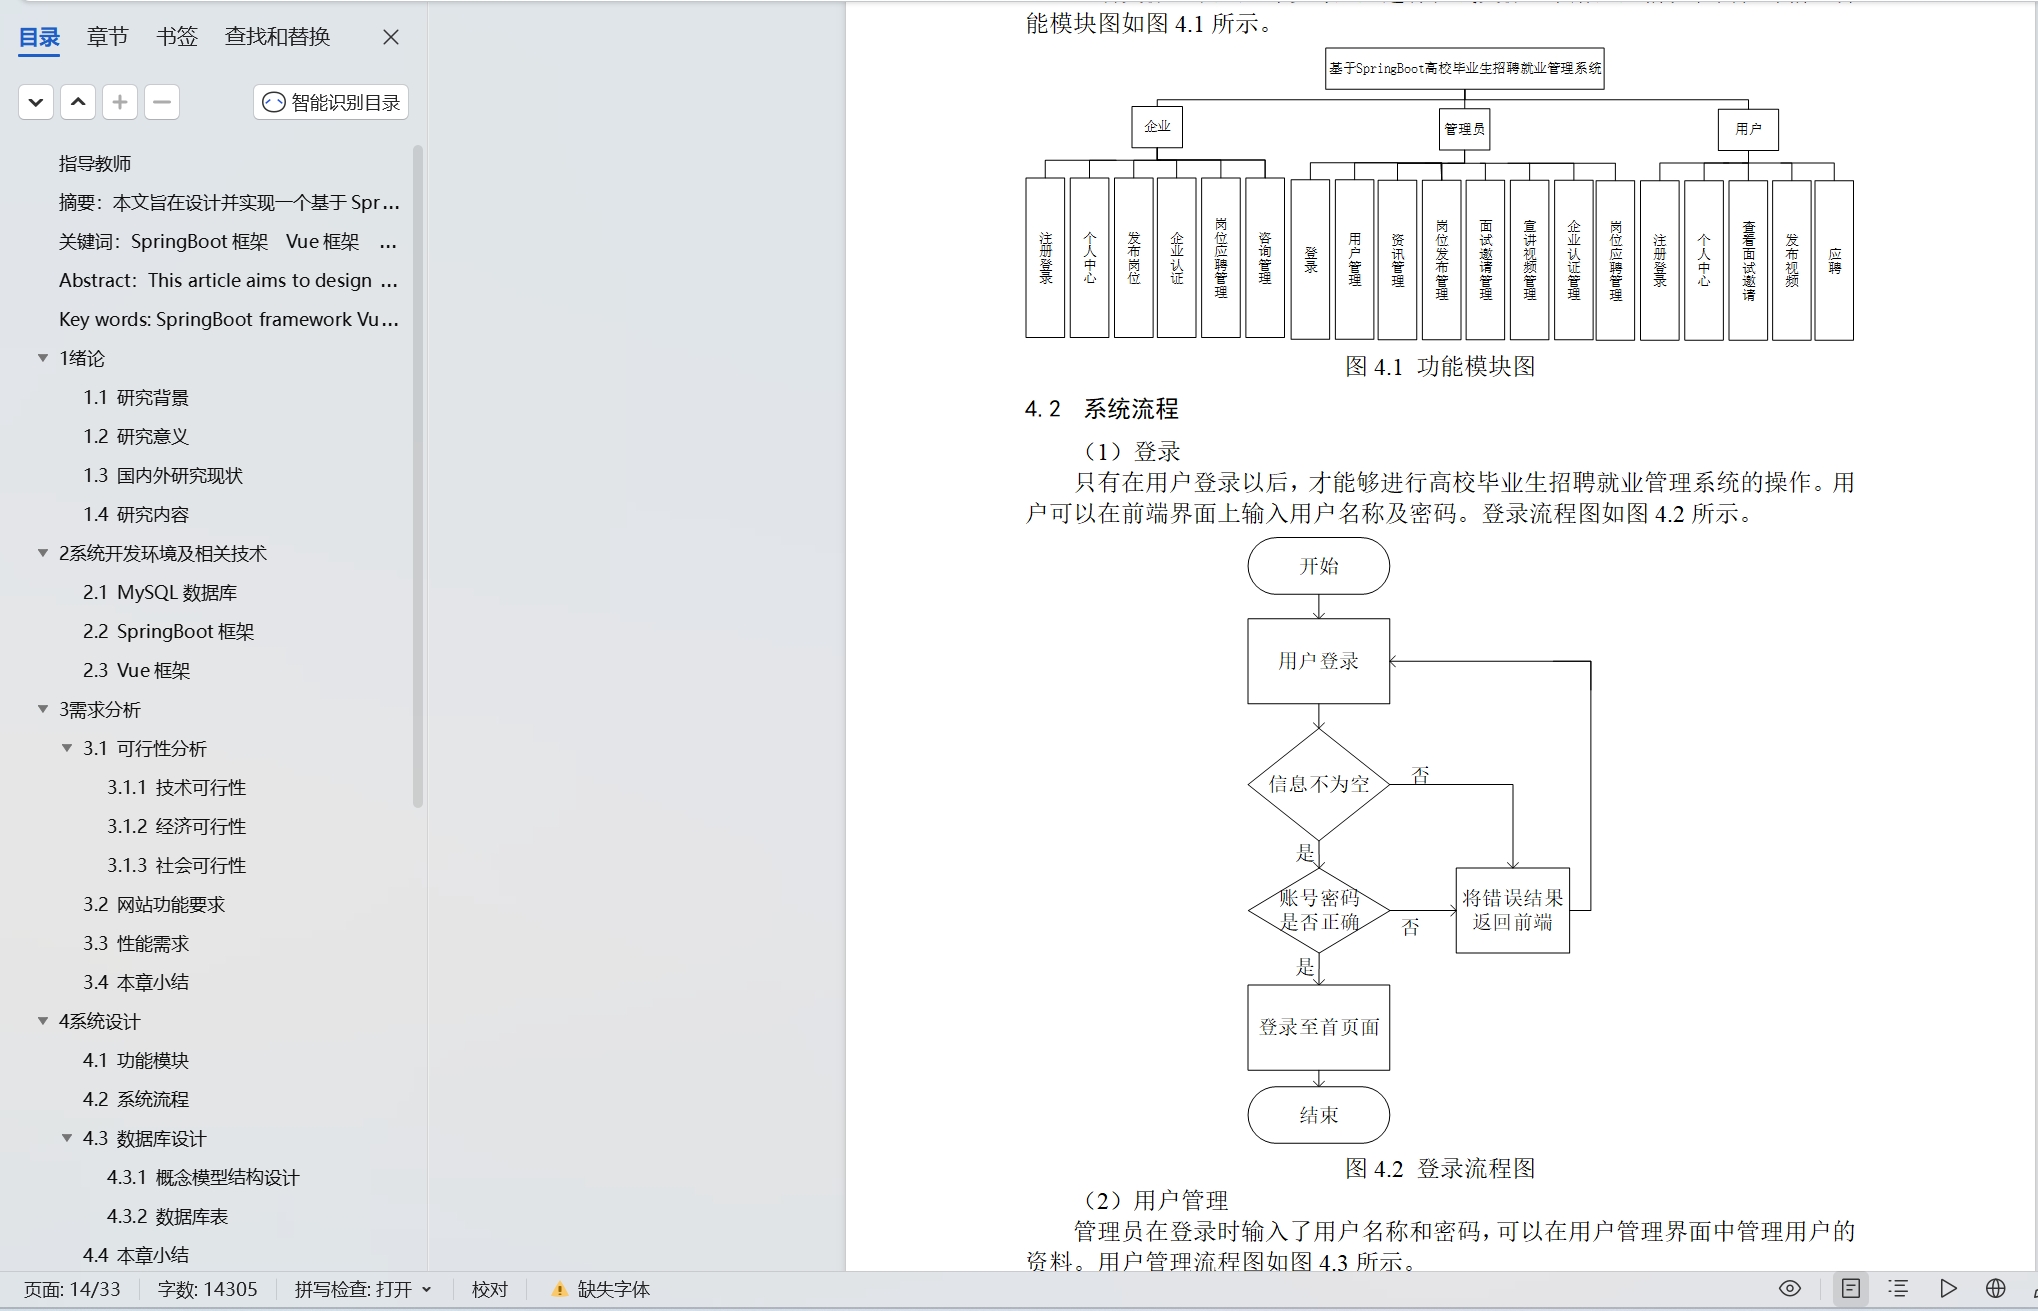 目录 章节 书签 查找和替换
智能识别目录
指导教师
摘要：本文旨在设计并实现一个基于 Spr...
关键词：SpringBoot 框架 Vue 框架 ...
Abstract：This article aims to design ...
Key words: SpringBoot framework Vu...
1绪论
1.1 研究背景
1.2 研究意义
1.3 国内外研究现状
1.4 研究内容
2系统开发环境及相关技术
2.1 MySQL 数据库
2.2 SpringBoot 框架
2.3 Vue 框架
3需求分析
3.1 可行性分析
3.1.1 技术可行性
3.1.2 经济可行性
3.1.3 社会可行性
3.2 网站功能要求
3.3 性能需求
3.4 本章小结
4系统设计
4.1 功能模块
4.2 系统流程
4.3 数据库设计
4.3.1 概念模型结构设计
4.3.2 数据库表
4.4 本章小结
能模块图如图 4.1 所示。
基于SpringBoot高校毕业生招聘就业管理系统
企业
管理员
用户
注册登录
个人中心
发布岗位
企业认证
岗位应聘管理
咨询管理
登录
用户管理
资讯管理
岗位发布管理
面试邀请管理
宣讲视频管理
企业认证管理
岗位应聘管理
注册登录
个人中心
查看面试邀请
发布视频
应聘
图 4.1 功能模块图
4.2 系统流程
（1）登录
只有在用户登录以后，才能够进行高校毕业生招聘就业管理系统的操作。用
户可以在前端界面上输入用户名称及密码。登录流程图如图 4.2 所示。
开始
用户登录
信息不为空
否
是
账号密码
是否正确
否
将错误结果
返回前端
是
登录至首页面
结束
图 4.2 登录流程图
（2）用户管理
管理员在登录时输入了用户名称和密码，可以在用户管理界面中管理用户的
资料。用户管理流程图如图 4.3 所示。
页面: 14/33 字数: 14305 拼写检查: 打开 校对 缺失字体